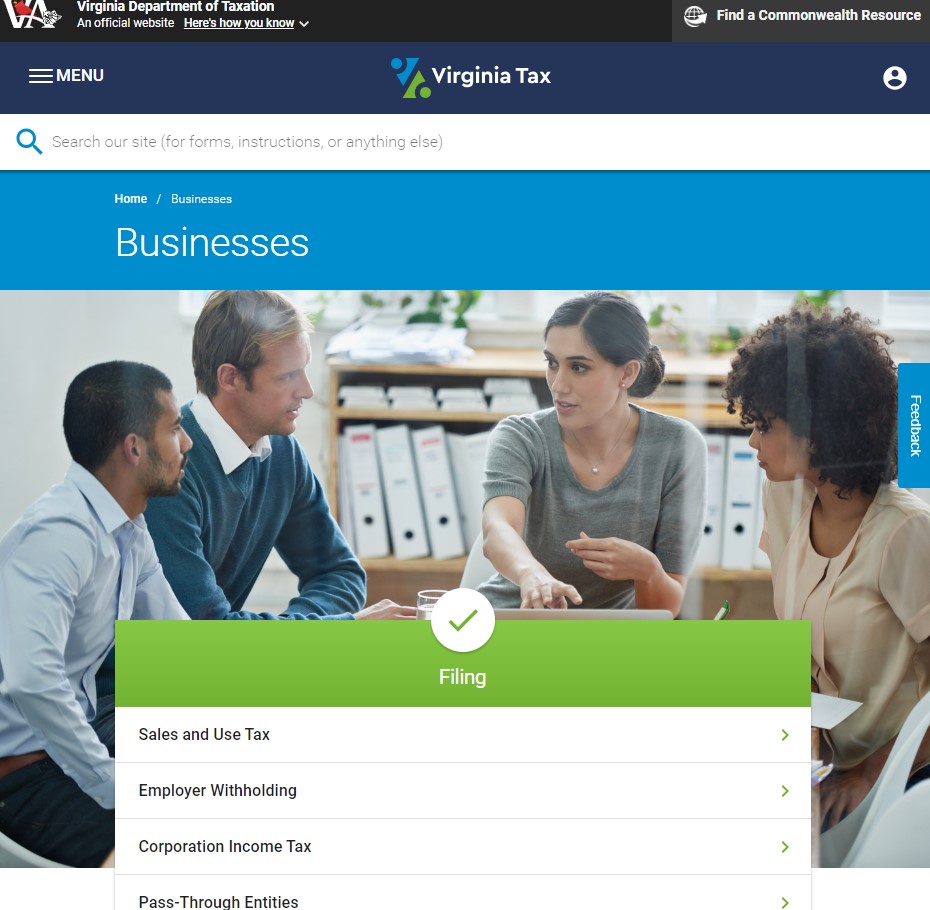 VA
Virginia Department of Taxation
An official website Here's how you know
Find a Commonwealth Resource
MENU
Virginia Tax
Search our site (for forms, instructions, or anything else)
Home / Businesses
Businesses
Feedback
Filing
Sales and Use Tax
Employer Withholding
Corporation Income Tax
Pass-Through Entities